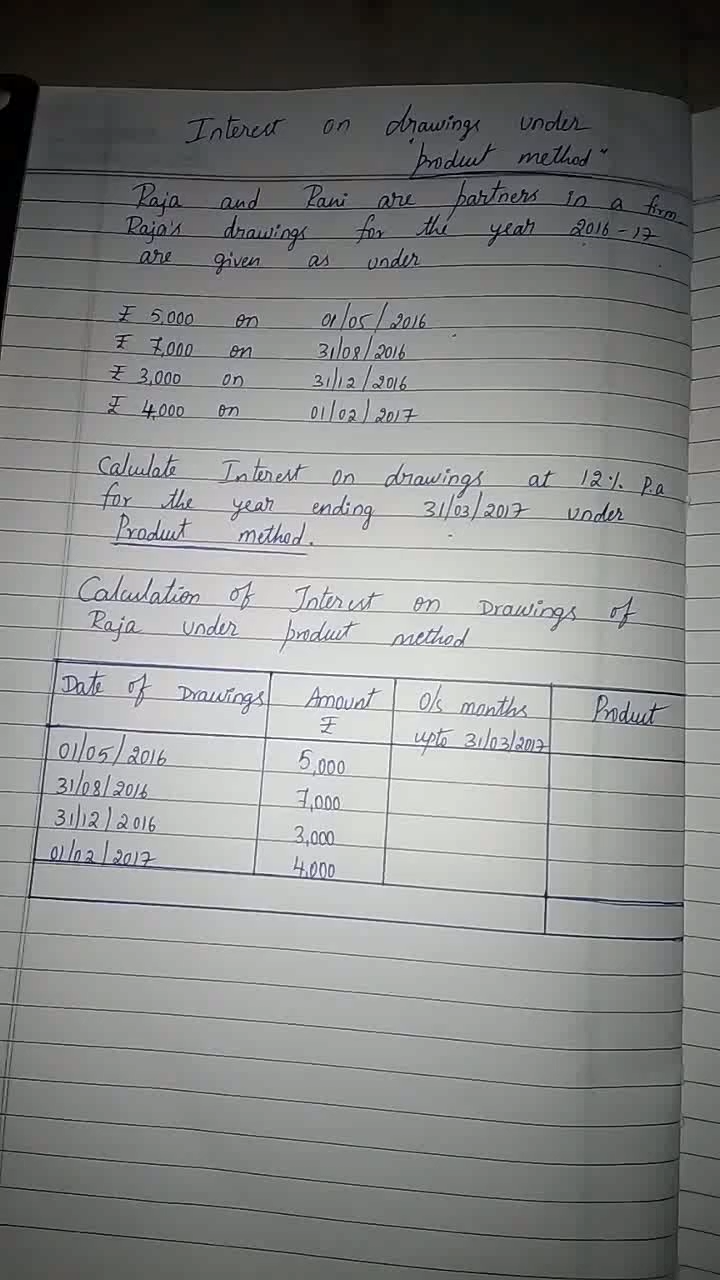 Interest on drawings under
"product method"
Raja and Rani are partners in a firm
Raja's drawings for the year 2016-17
are given as under
₹ 5,000 on 01/05/2016
₹ 7,000 on 31/08/2016
₹ 3,000 on 31/12/2016
₹ 4,000 on 01/02/2017
Calculate Interest on drawings at 12% P.a
for the year ending 31/03/2017 under
Product method.
Calculation of Interest on Drawings of
Raja under product method
Date of Drawings Amount ₹ O/s months upto 31/03/2017 Product
01/05/2016 5,000
31/08/2016 7,000
31/12/2016 3,000
01/02/2017 4,000